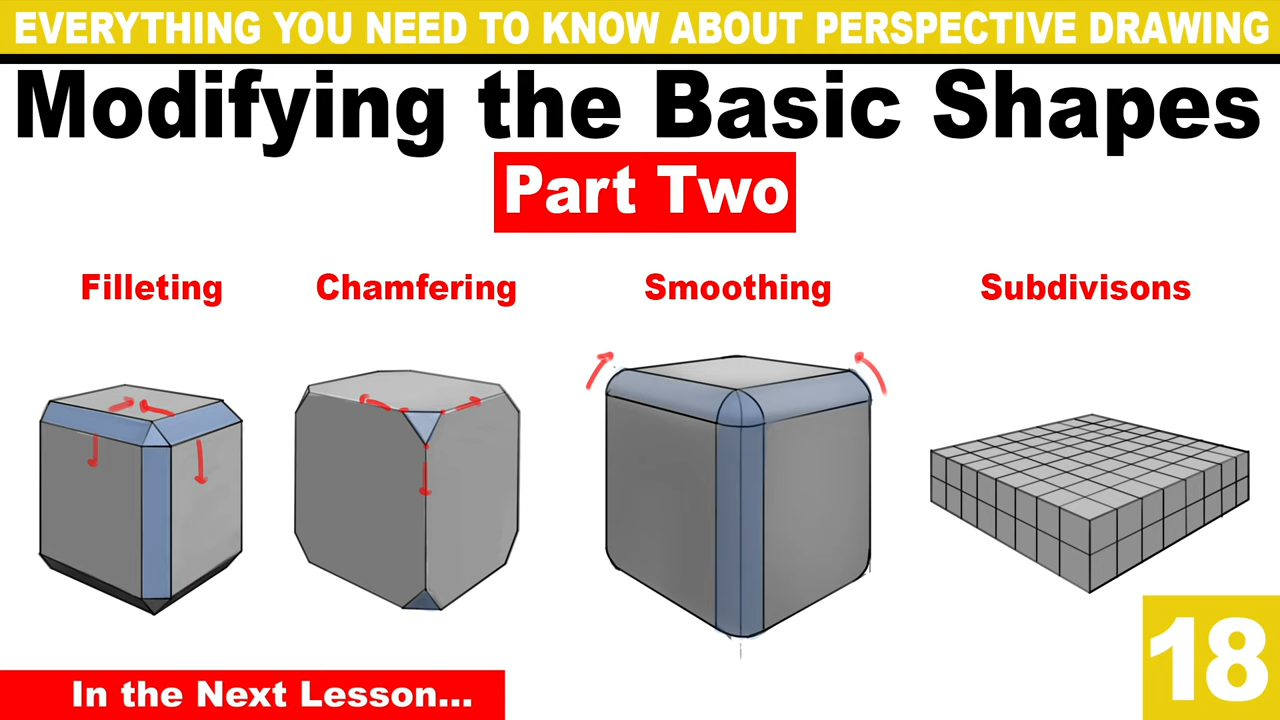 EVERYTHING YOU NEED TO KNOW ABOUT PERSPECTIVE DRAWING
Modifying the Basic Shapes
Part Two
Filleting
Chamfering
Smoothing
Subdivisons
18
In the Next Lesson...